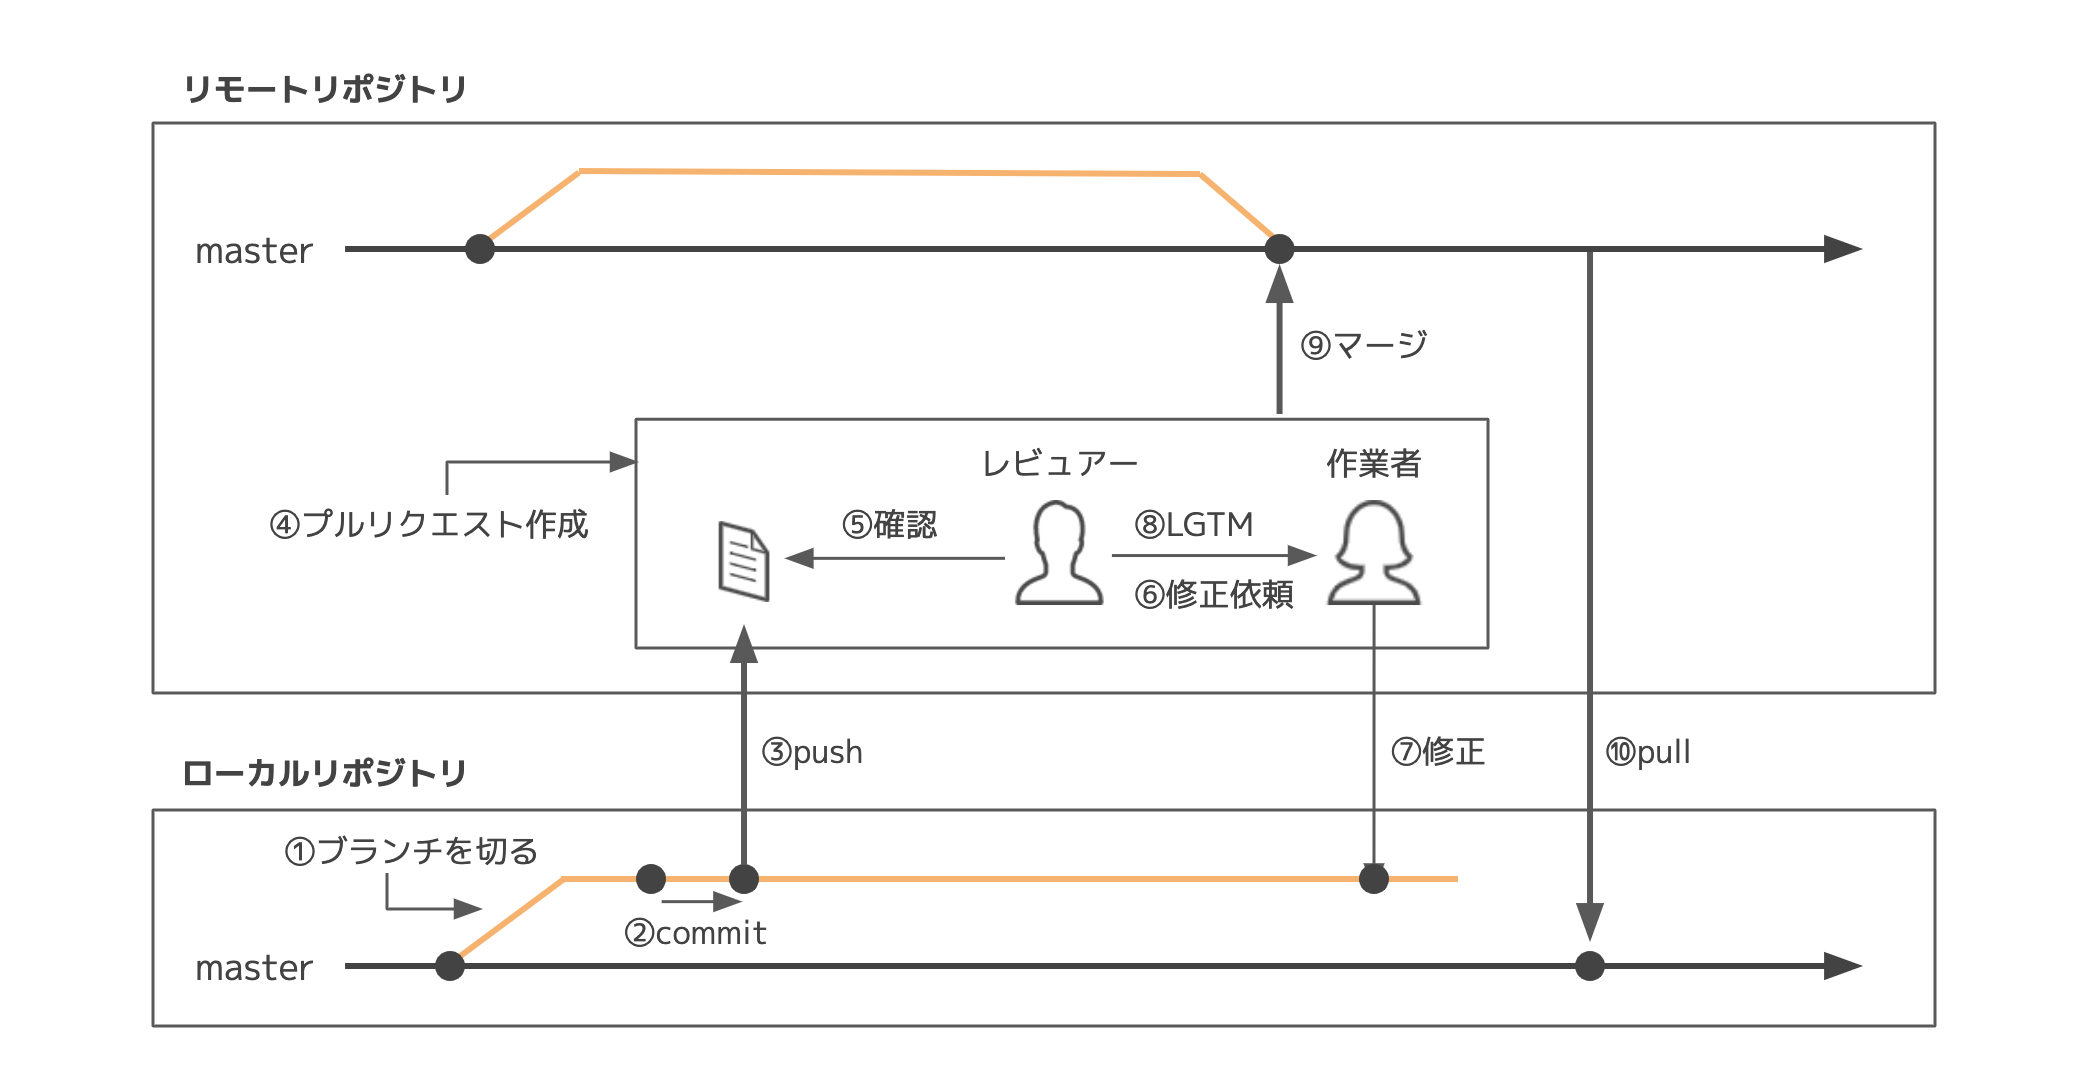 リモートリポジトリ
master
⑨マージ
レビュアー
作業者
④プルリクエスト作成
⑤確認
⑧LGTM
⑥修正依頼
③push
⑦修正
⑩pull
ローカルリポジトリ
①ブランチを切る
②commit
master